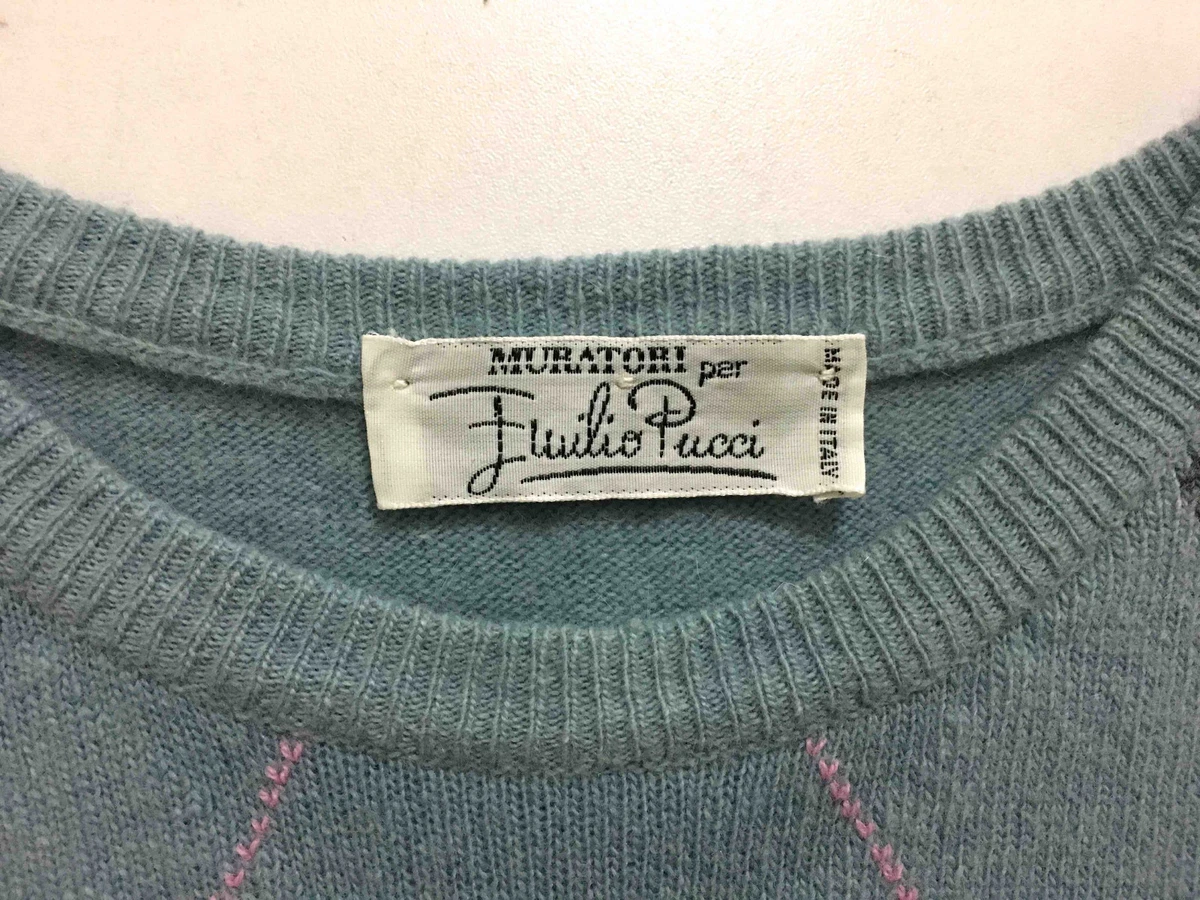 MURATORI per
Emilio Pucci
MADE IN ITALY